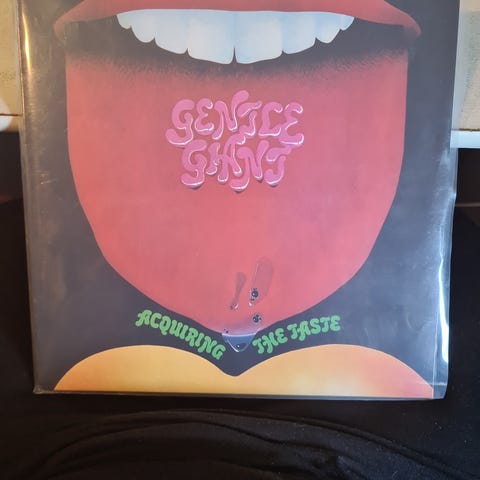 GENTLE
GIANT
ACQUIRING THE TASTE